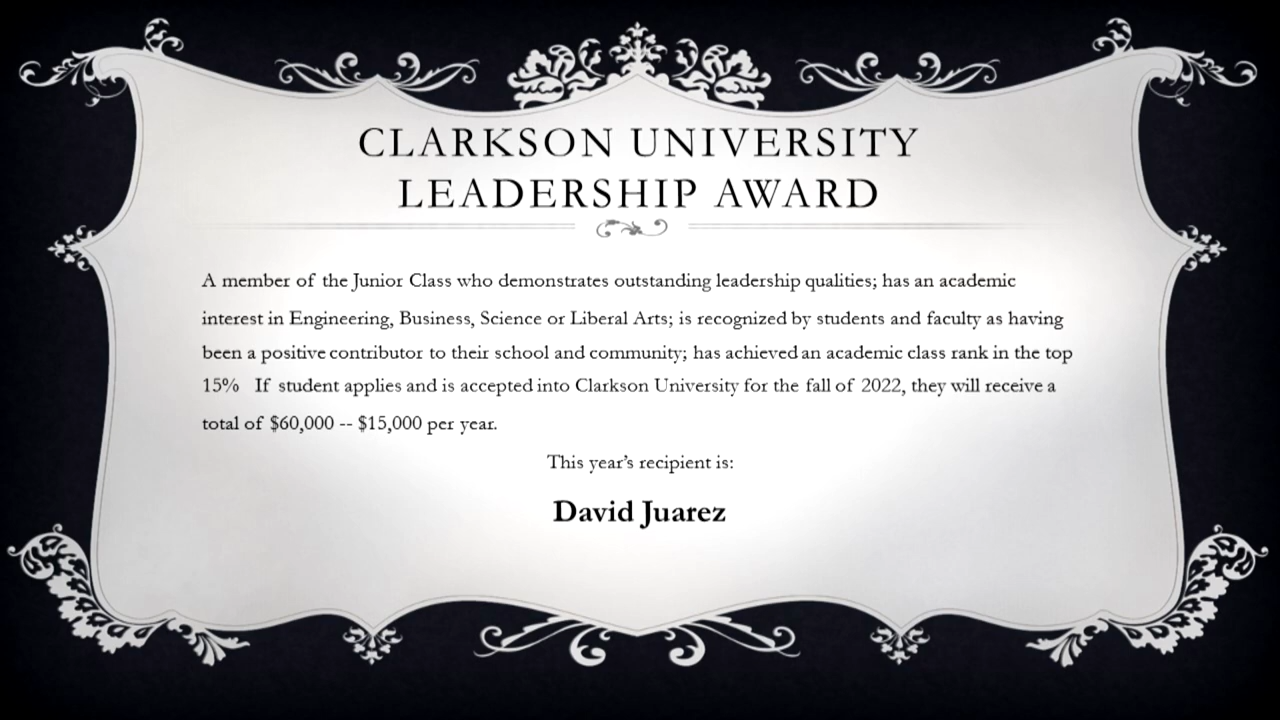 CLARKSON UNIVERSITY
LEADERSHIP AWARD
A member of the Junior Class who demonstrates outstanding leadership qualities; has an academic
interest in Engineering, Business, Science or Liberal Arts; is recognized by students and faculty as having
been a positive contributor to their school and community; has achieved an academic class rank in the top
15% If student applies and is accepted into Clarkson University for the fall of 2022, they will receive a
total of $60,000 -- $15,000 per year.
This year’s recipient is:
David Juarez